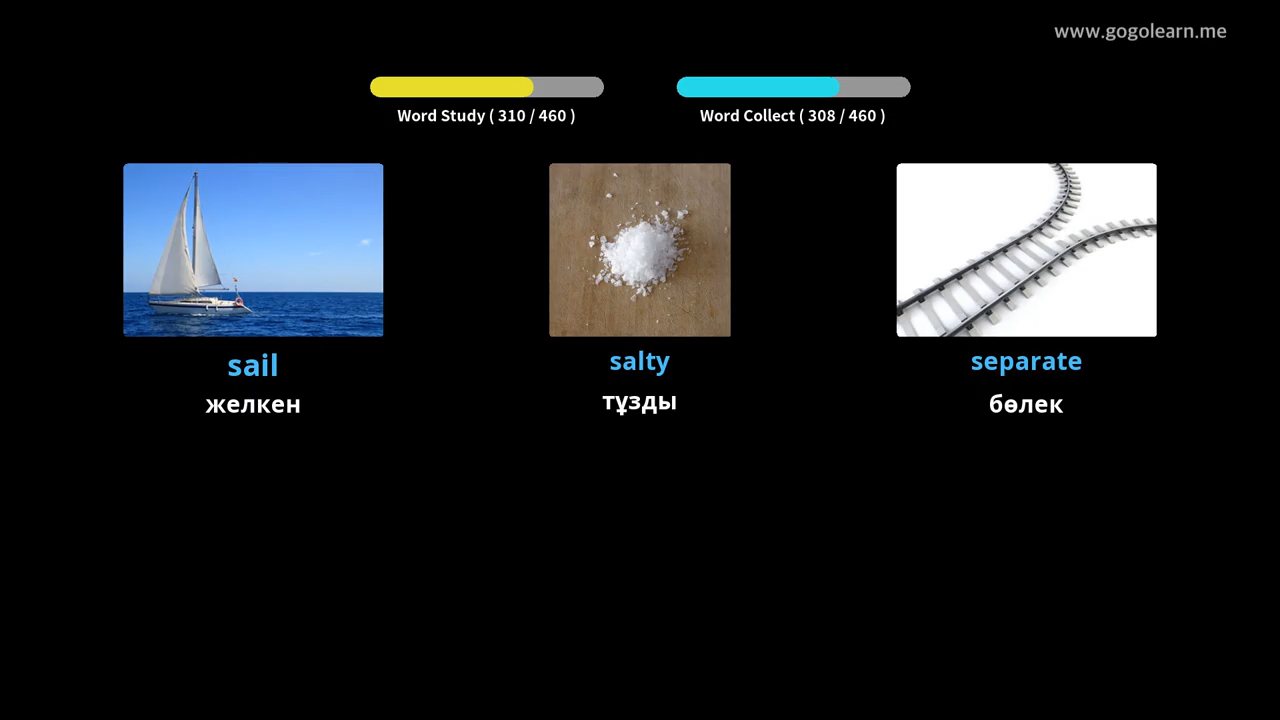 www.gogolearn.me
Word Study ( 310 / 460 )
Word Collect ( 308 / 460 )
sail
желкен
salty
тұзды
separate
бөлек